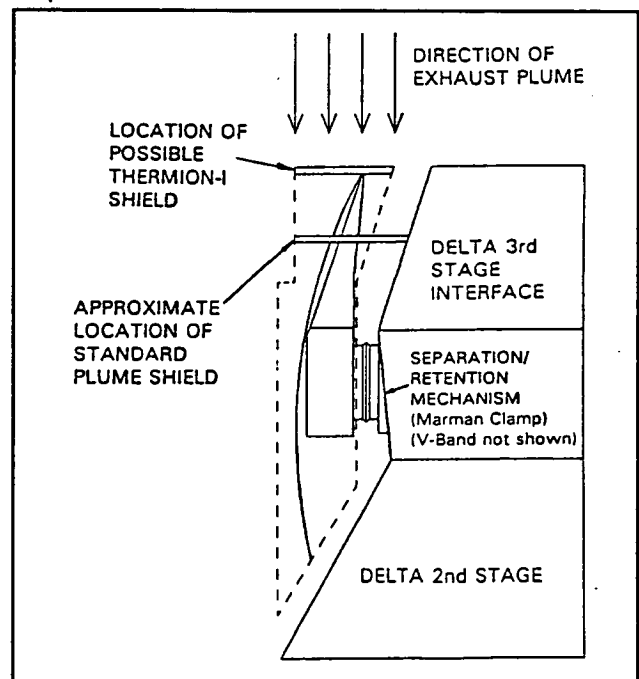 DIRECTION OF
EXHAUST PLUME
LOCATION OF
POSSIBLE
THERMION-I
SHIELD
DELTA 3rd
STAGE
INTERFACE
APPROXIMATE
LOCATION OF
STANDARD
PLUME SHIELD
SEPARATION/
RETENTION
MECHANISM
(Marman Clamp)
(V-Band not shown)
DELTA 2nd STAGE